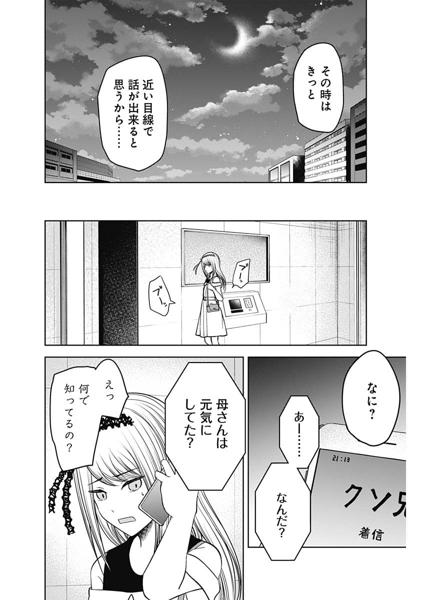 その時は
きっと
近い目線で
話が出来ると
思うから……
ブーッ
ブーッ
なに?
21:13
クソ兄
着信
あー……
なんだ?
母さんは
元気に
してた?
えっ
何で
知ってるの?